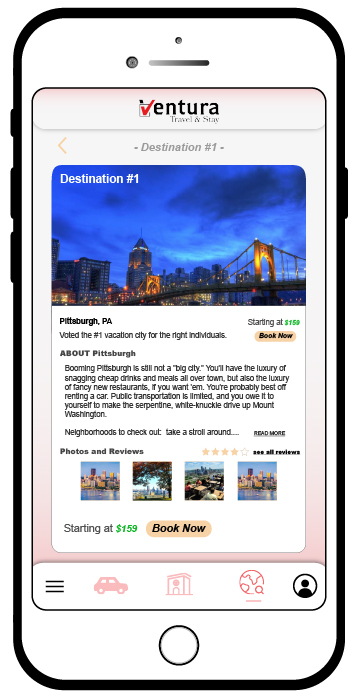 Ventura
Travel & Stay
- Destination #1 -
Destination #1
Pittsburgh, PA
Starting at $159
Voted the #1 vacation city for the right individuals.
Book Now
ABOUT Pittsburgh
Booming Pittsburgh is still not a "big city." You'll have the luxury of
snagging cheap drinks and meals all over town, but also the luxury
of fancy new restaurants, if you want 'em. You're probably best off
renting a car. Public transportation is limited, and you owe it to
yourself to make the serpentine, white-knuckle drive up Mount
Washington.
Neighborhoods to check out: take a stroll around....
READ MORE
Photos and Reviews
see all reviews
Starting at $159
Book Now